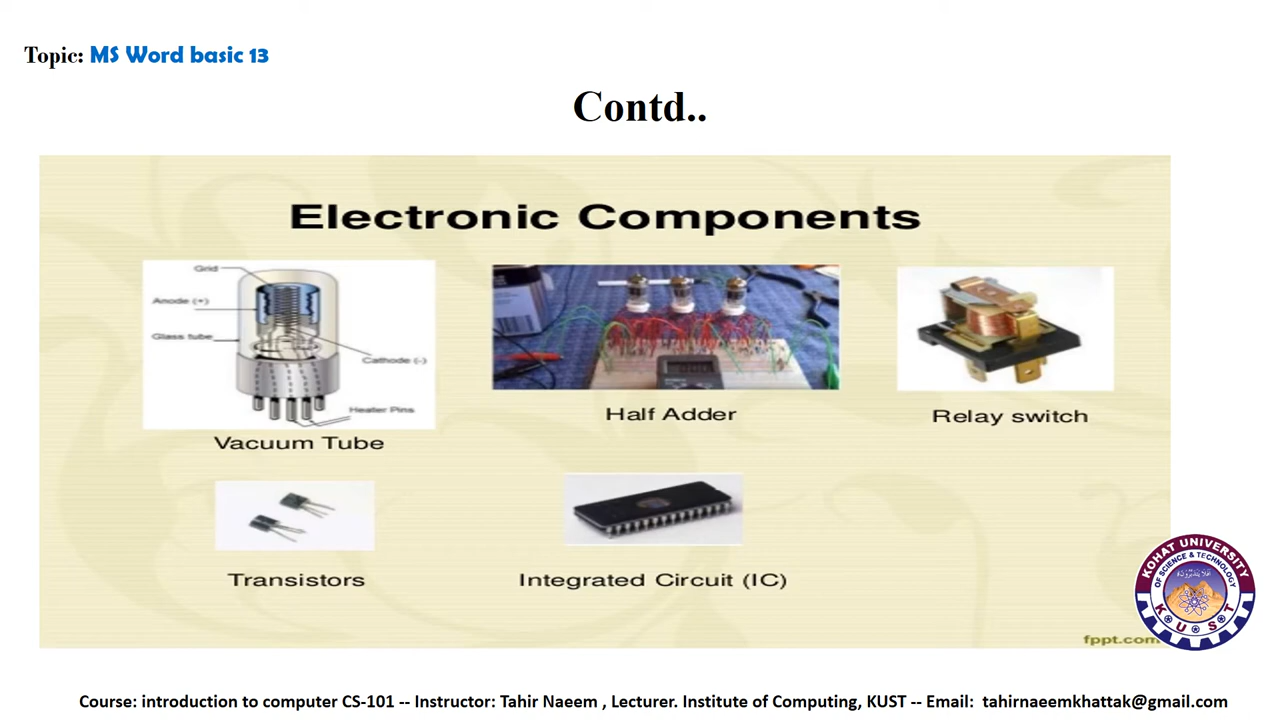 Topic: MS Word basic 13
Contd..
Electronic Components
Grid
Anode (+)
Glass tube
Cathode (-)
Heater Pins
Vacuum Tube
Half Adder
Relay switch
Transistors
Integrated Circuit (IC)
KOHAT UNIVERSITY
OF SCIENCE & TECHNOLOGY
K U S T
fppt.com
Course: introduction to computer CS-101 -- Instructor: Tahir Naeem , Lecturer. Institute of Computing, KUST -- Email: tahirnaeemkhattak@gmail.com